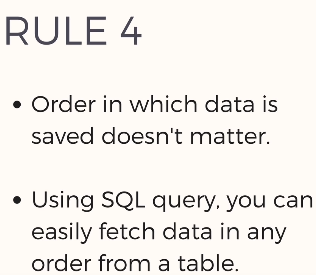 RULE 4
• Order in which data is
saved doesn't matter.
• Using SQL query, you can
easily fetch data in any
order from a table.